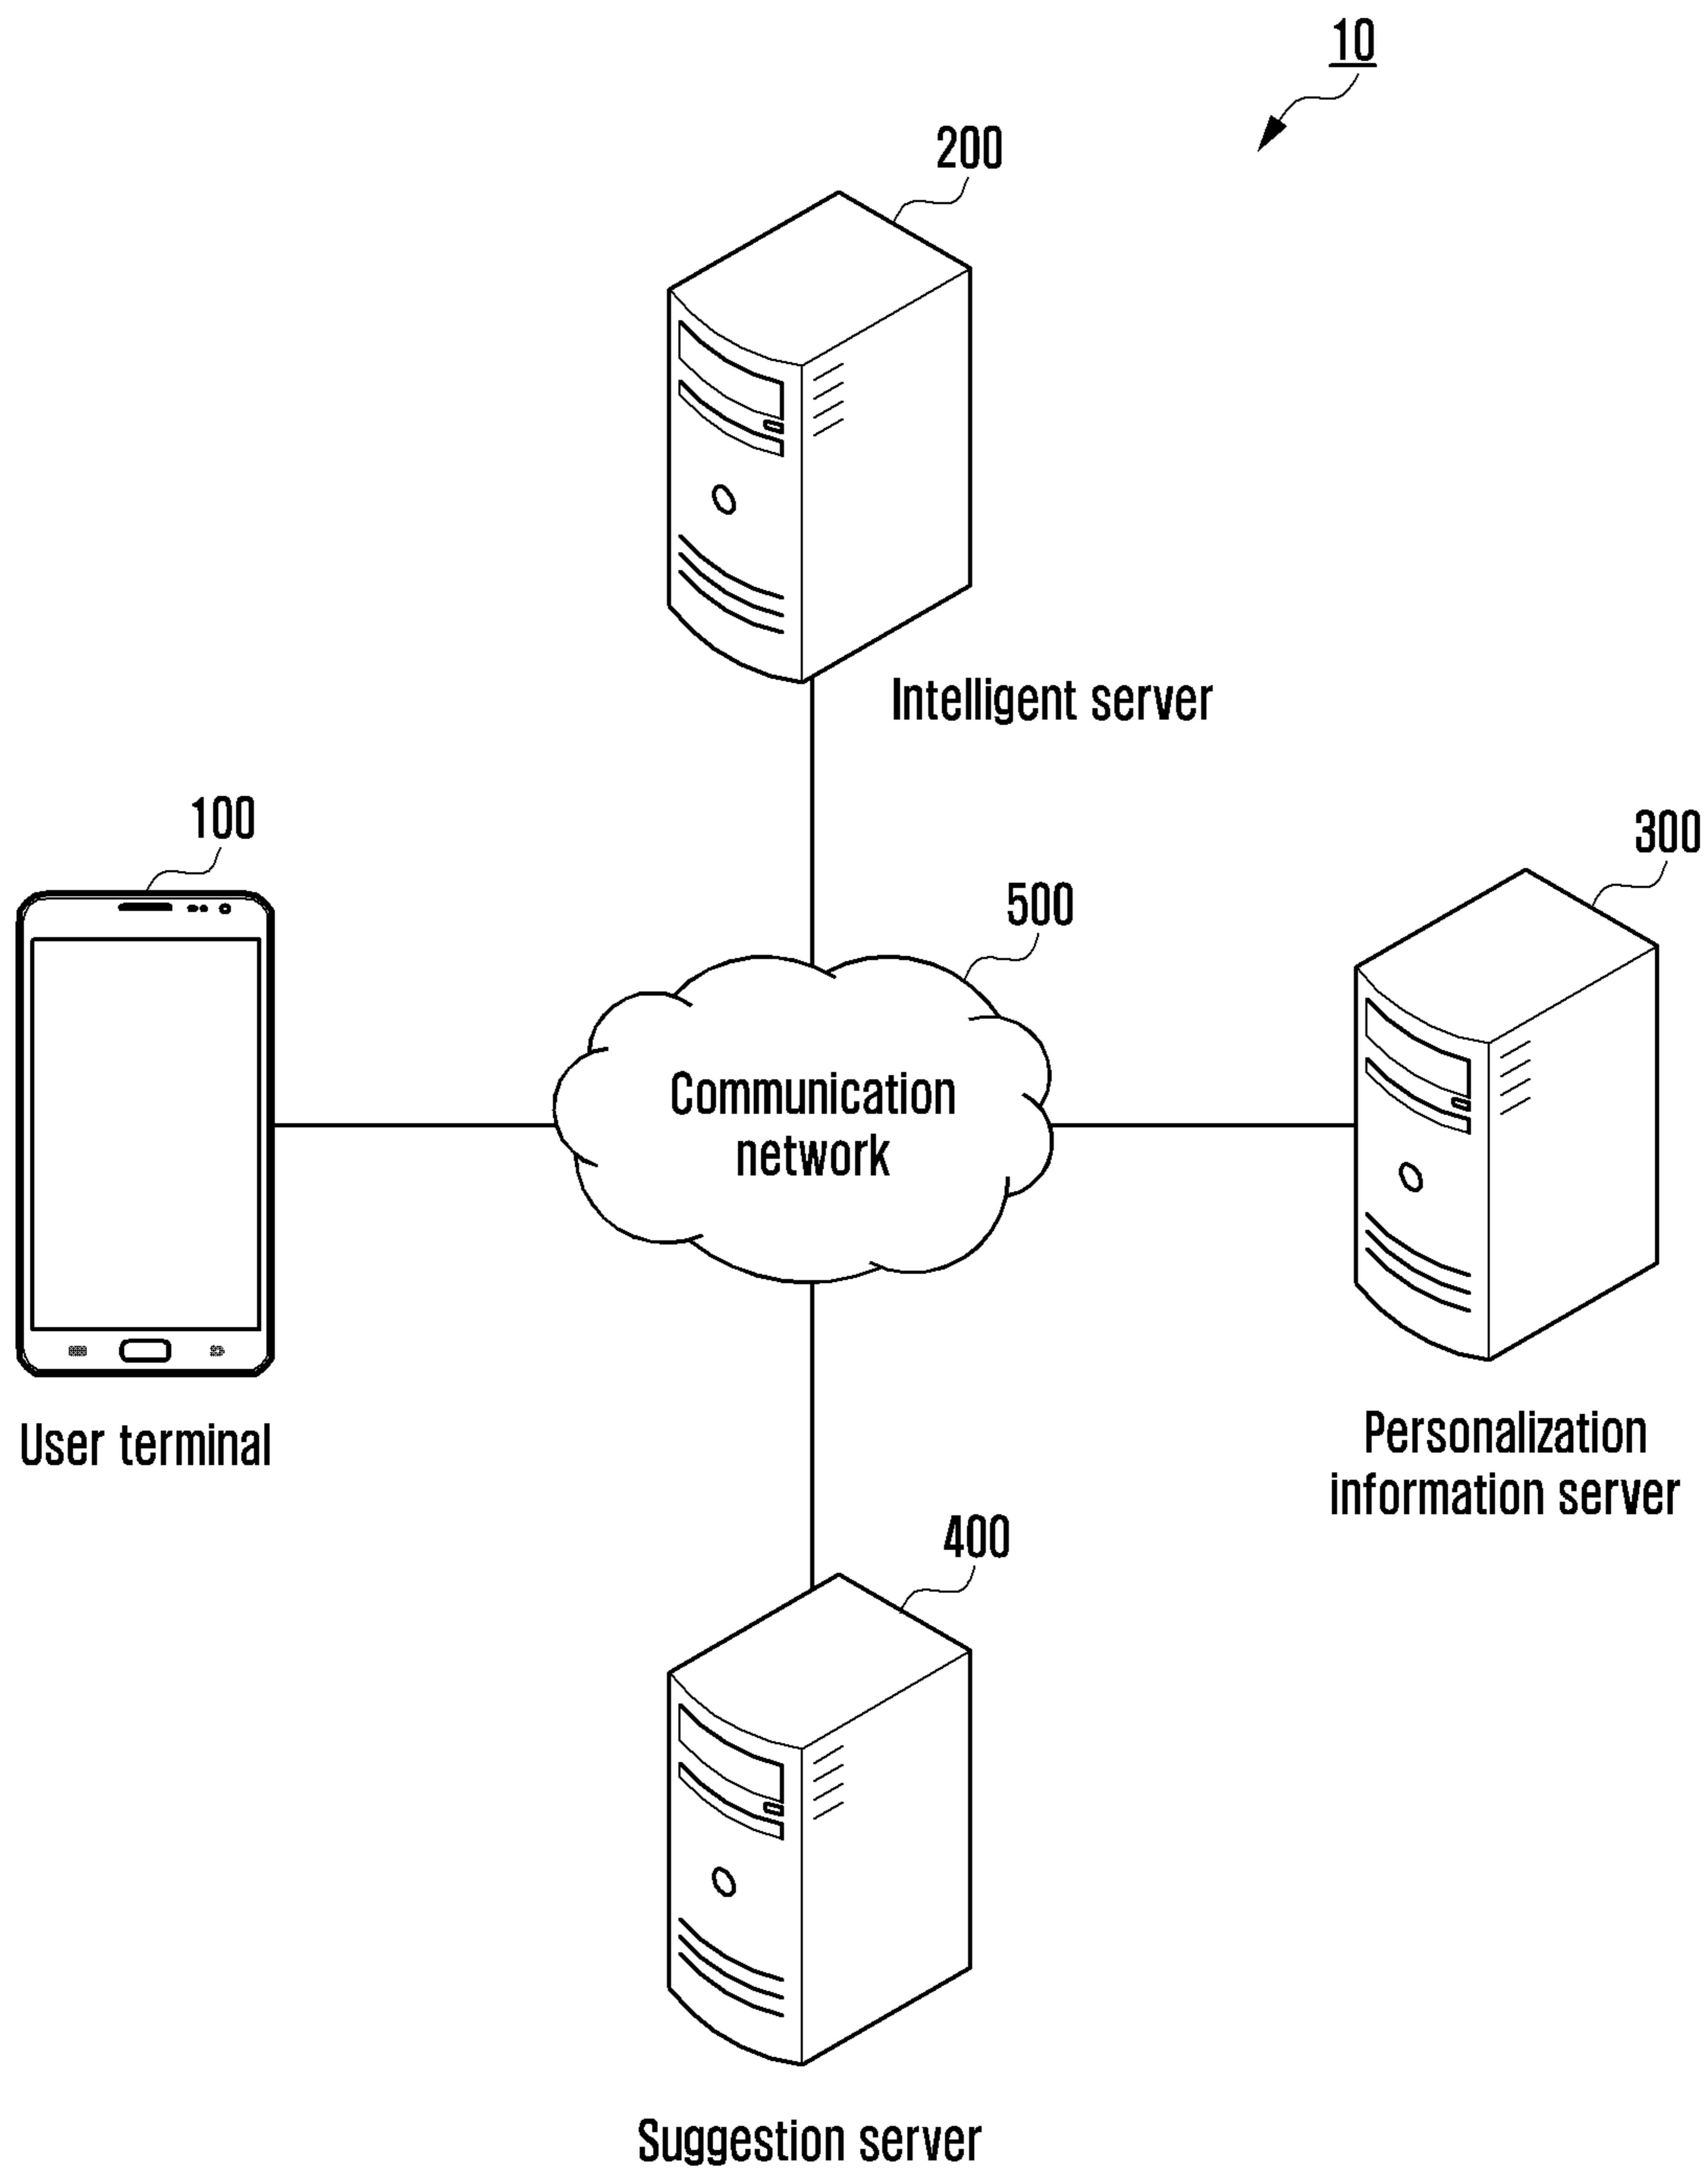 10
200
Intelligent server
100
300
500
Communication
network
User terminal
Personalization
information server
400
Suggestion server